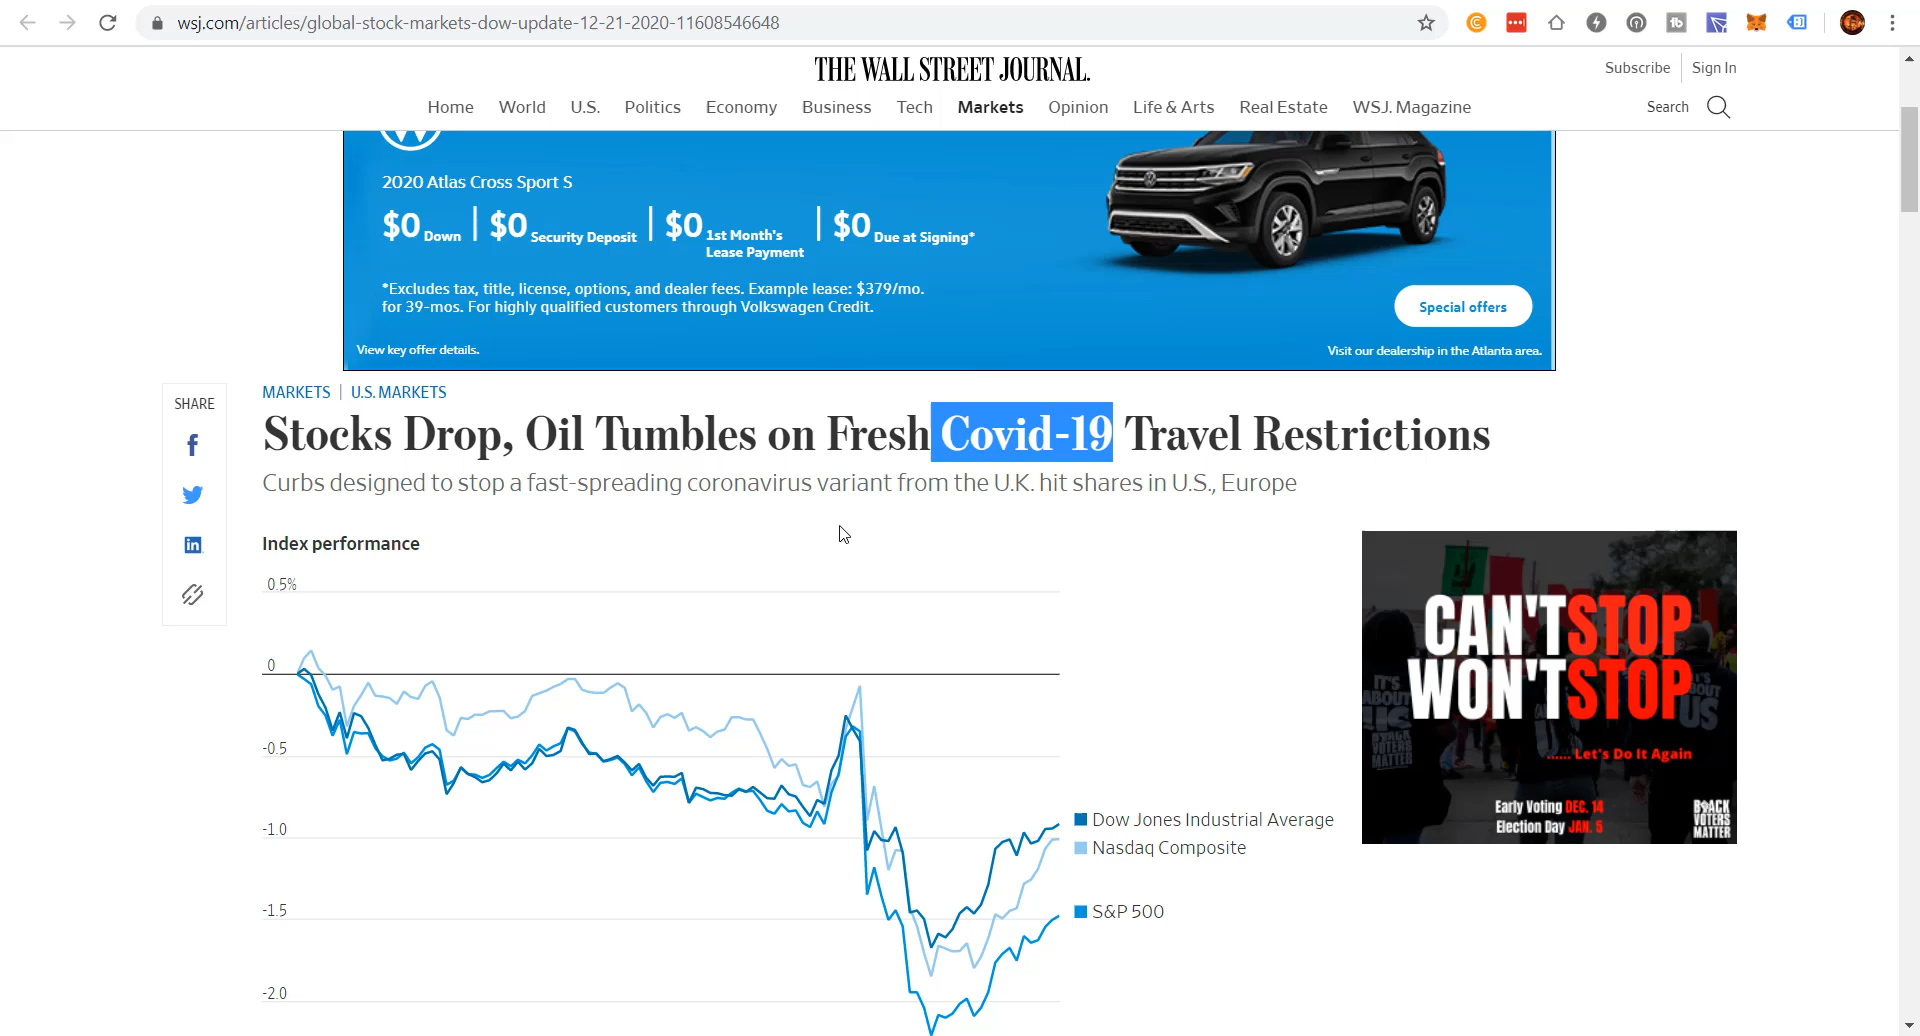 wsj.com/articles/global-stock-markets-dow-update-12-21-2020-11608546648
THE WALL STREET JOURNAL.
Subscribe | Sign In
Home World U.S. Politics Economy Business Tech Markets Opinion Life & Arts Real Estate WSJ. Magazine
Search
2020 Atlas Cross Sport S
$0 Down | $0 Security Deposit | $0 1st Month's Lease Payment | $0 Due at Signing*
*Excludes tax, title, license, options, and dealer fees. Example lease: $379/mo.
for 39-mos. For highly qualified customers through Volkswagen Credit.
Special offers
View key offer details.
Visit our dealership in the Atlanta area.
SHARE
MARKETS | U.S. MARKETS
Stocks Drop, Oil Tumbles on Fresh Covid-19 Travel Restrictions
Curbs designed to stop a fast-spreading coronavirus variant from the U.K. hit shares in U.S., Europe
Index performance
0.5%
0
-0.5
-1.0
-1.5
-2.0
Dow Jones Industrial Average
Nasdaq Composite
S&P 500
CAN'T STOP
WON'T STOP
...... Let's Do It Again
Early Voting DEC. 14
Election Day JAN. 5
BLACK
VOTERS
MATTER
IT'S
ABOUT
US
BLACK
VOTERS
MATTER